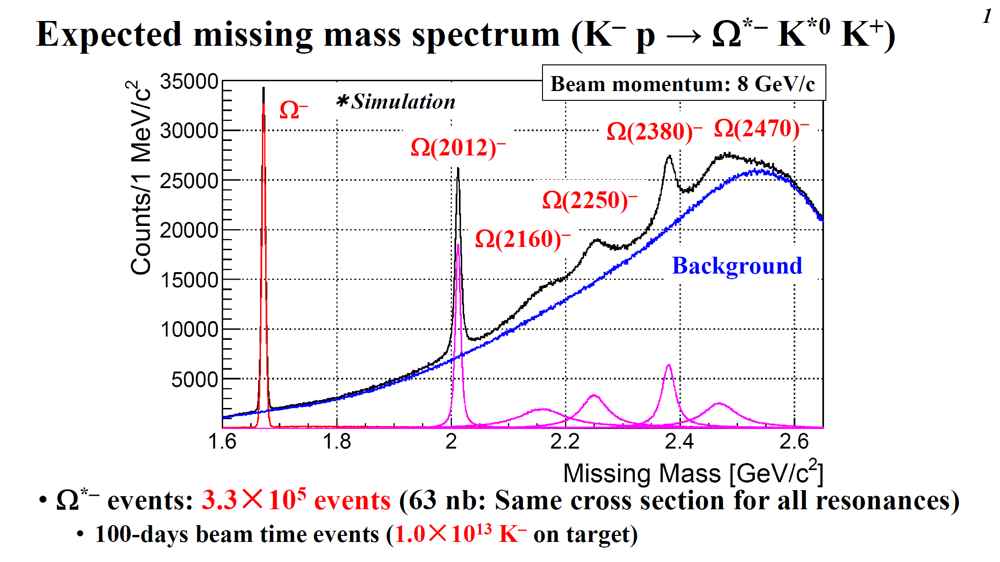 1
Expected missing mass spectrum (K⁻ p → Ω*⁻ K*⁰ K⁺)
Beam momentum: 8 GeV/c
*Simulation
Ω⁻
Ω(2012)⁻
Ω(2160)⁻
Ω(2250)⁻
Ω(2380)⁻
Ω(2470)⁻
Background
Counts/1 MeV/c²
35000
30000
25000
20000
15000
10000
5000
1.6 1.8 2 2.2 2.4 2.6
Missing Mass [GeV/c²]
• Ω*⁻ events: 3.3×10⁵ events (63 nb: Same cross section for all resonances)
• 100-days beam time events (1.0×10¹³ K⁻ on target)